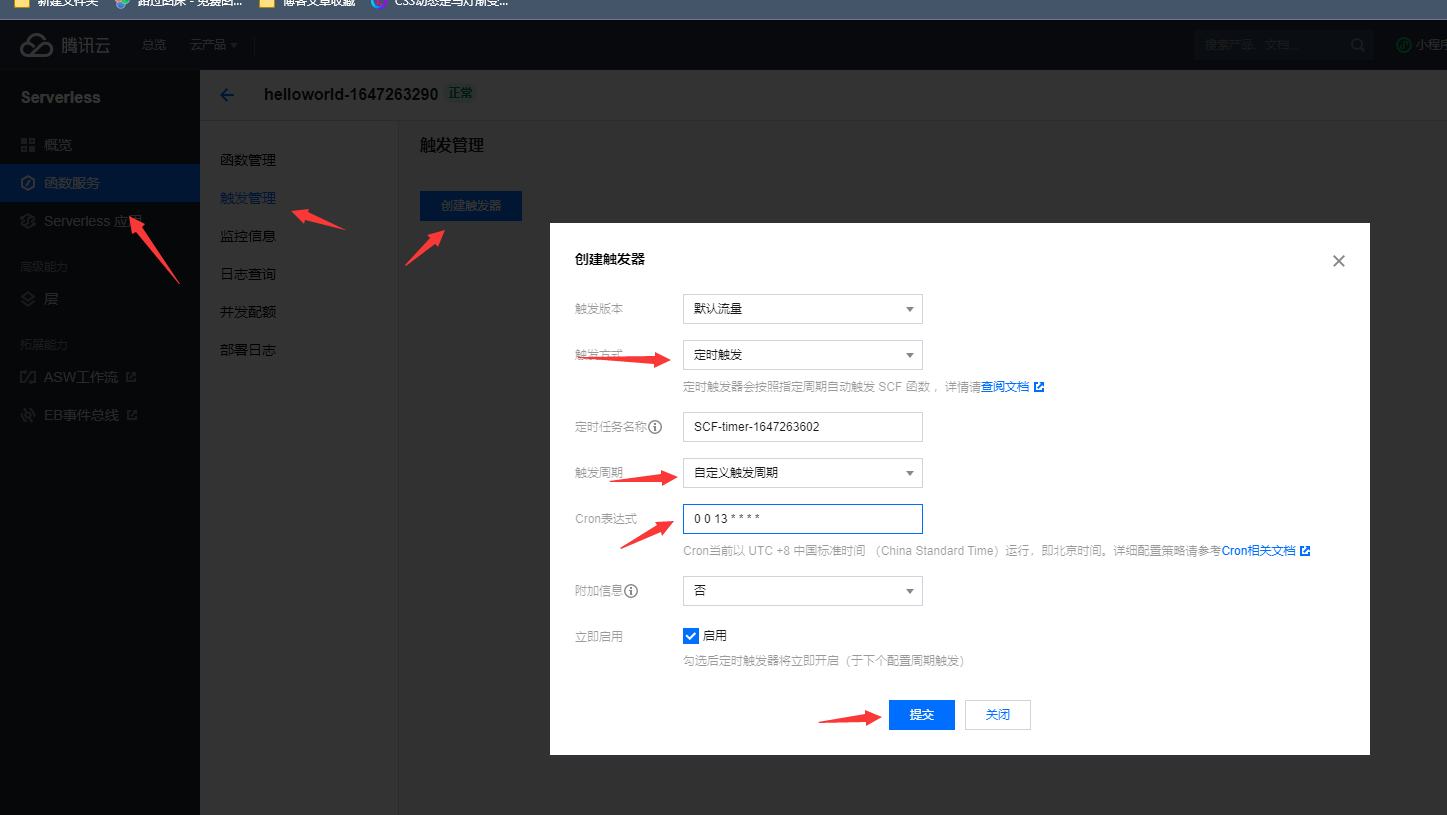 新建文件夹
路过图床 - 免费图...
博客文章收藏
CSS动态走马灯渐变...
腾讯云
总览
云产品
搜索产品、文档...
小程序
Serverless
概览
函数服务
Serverless 应用
高级能力
层
拓展能力
ASW工作流
EB事件总线
helloworld-1647263290
正常
函数管理
触发管理
监控信息
日志查询
并发配额
部署日志
触发管理
创建触发器
创建触发器
触发版本
默认流量
触发方式
定时触发
定时触发器会按照指定周期自动触发 SCF 函数 ，详情请查阅文档
定时任务名称
SCF-timer-1647263602
触发周期
自定义触发周期
Cron表达式
0 0 13 * * * *
Cron当前以 UTC +8 中国标准时间 （China Standard Time）运行，即北京时间。详细配置策略请参考Cron相关文档
附加信息
否
立即启用
启用
勾选后定时触发器将立即开启（于下个配置周期触发）
提交
关闭